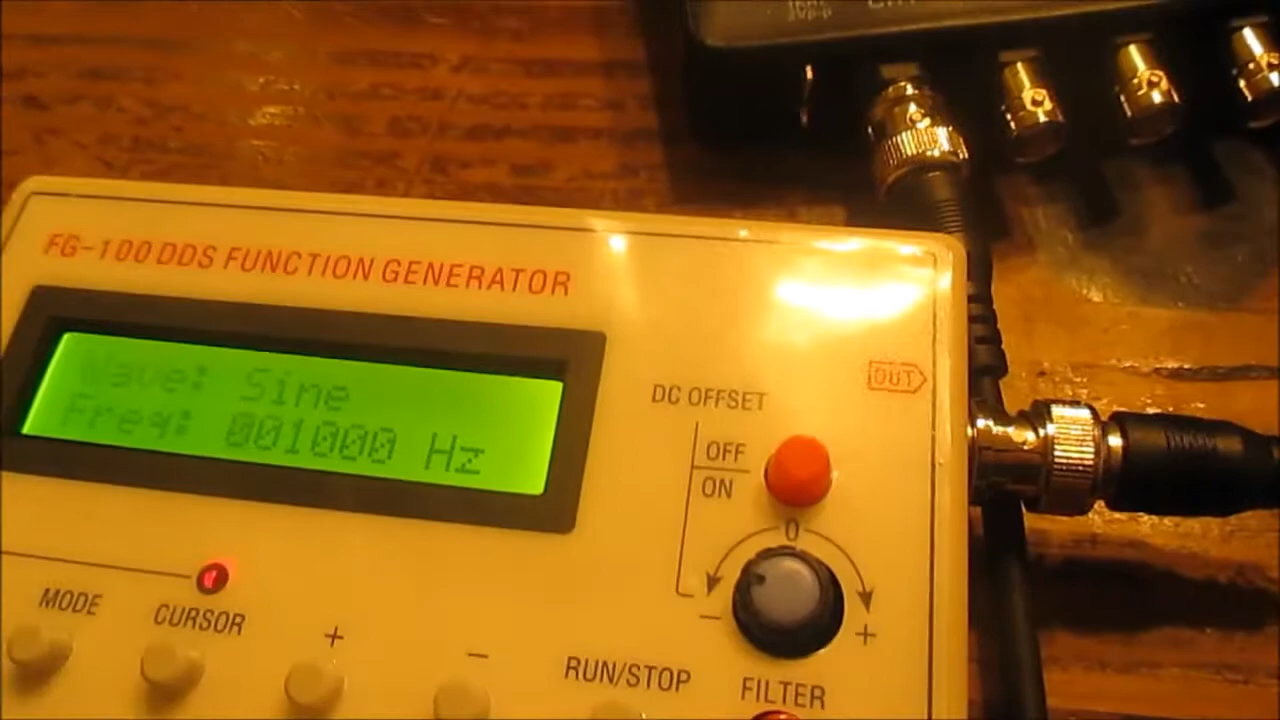 FG-100 DDS FUNCTION GENERATOR
Wave: Sine
Freq: 001000 Hz
OUT
DC OFFSET
OFF
ON
0
- +
MODE
CURSOR
+
-
RUN/STOP
FILTER